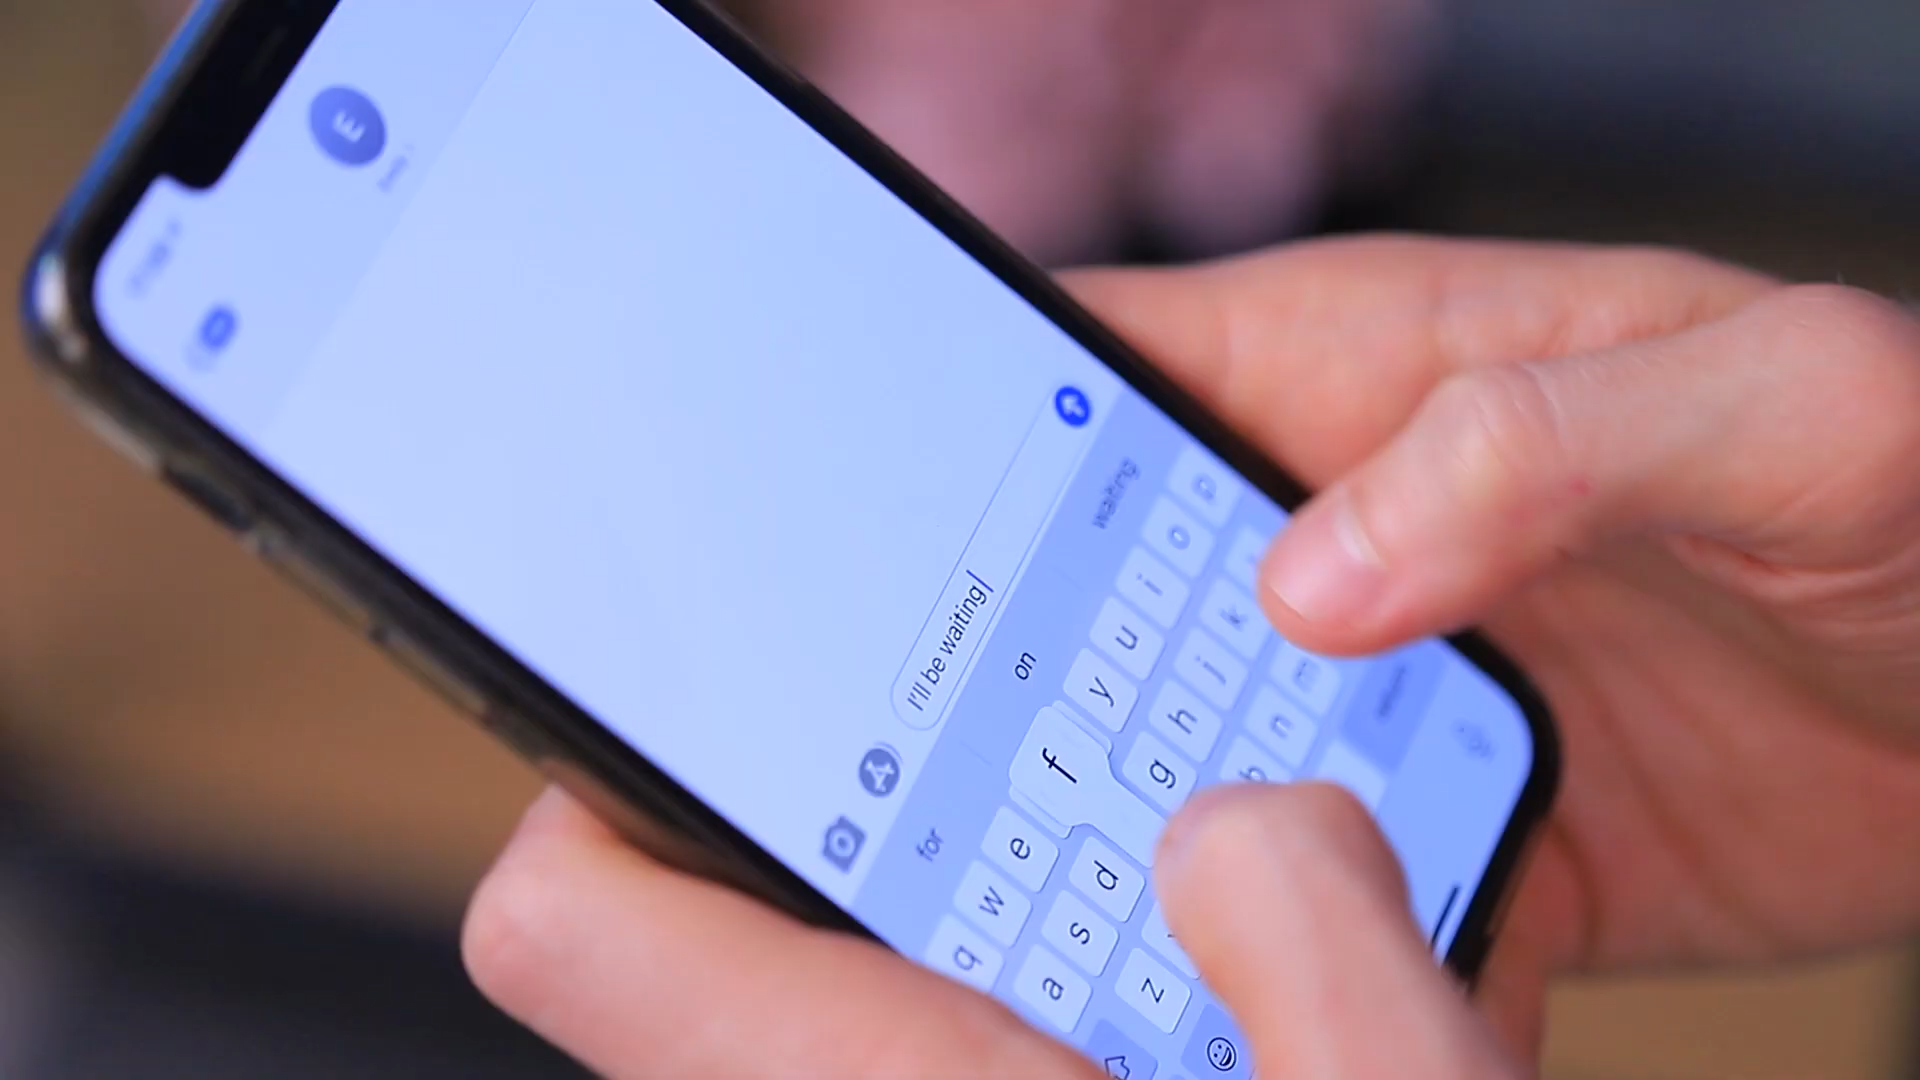 E
I'll be waiting
for
on
waiting
q w e y u i o p
a s d f g h j k
z b n m